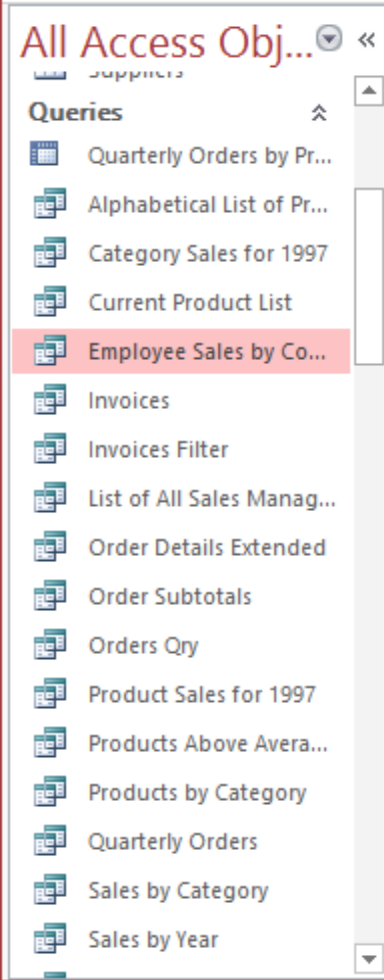 All Access Obj...
Suppliers
Queries
Quarterly Orders by Pr...
Alphabetical List of Pr...
Category Sales for 1997
Current Product List
Employee Sales by Co...
Invoices
Invoices Filter
List of All Sales Manag...
Order Details Extended
Order Subtotals
Orders Qry
Product Sales for 1997
Products Above Avera...
Products by Category
Quarterly Orders
Sales by Category
Sales by Year